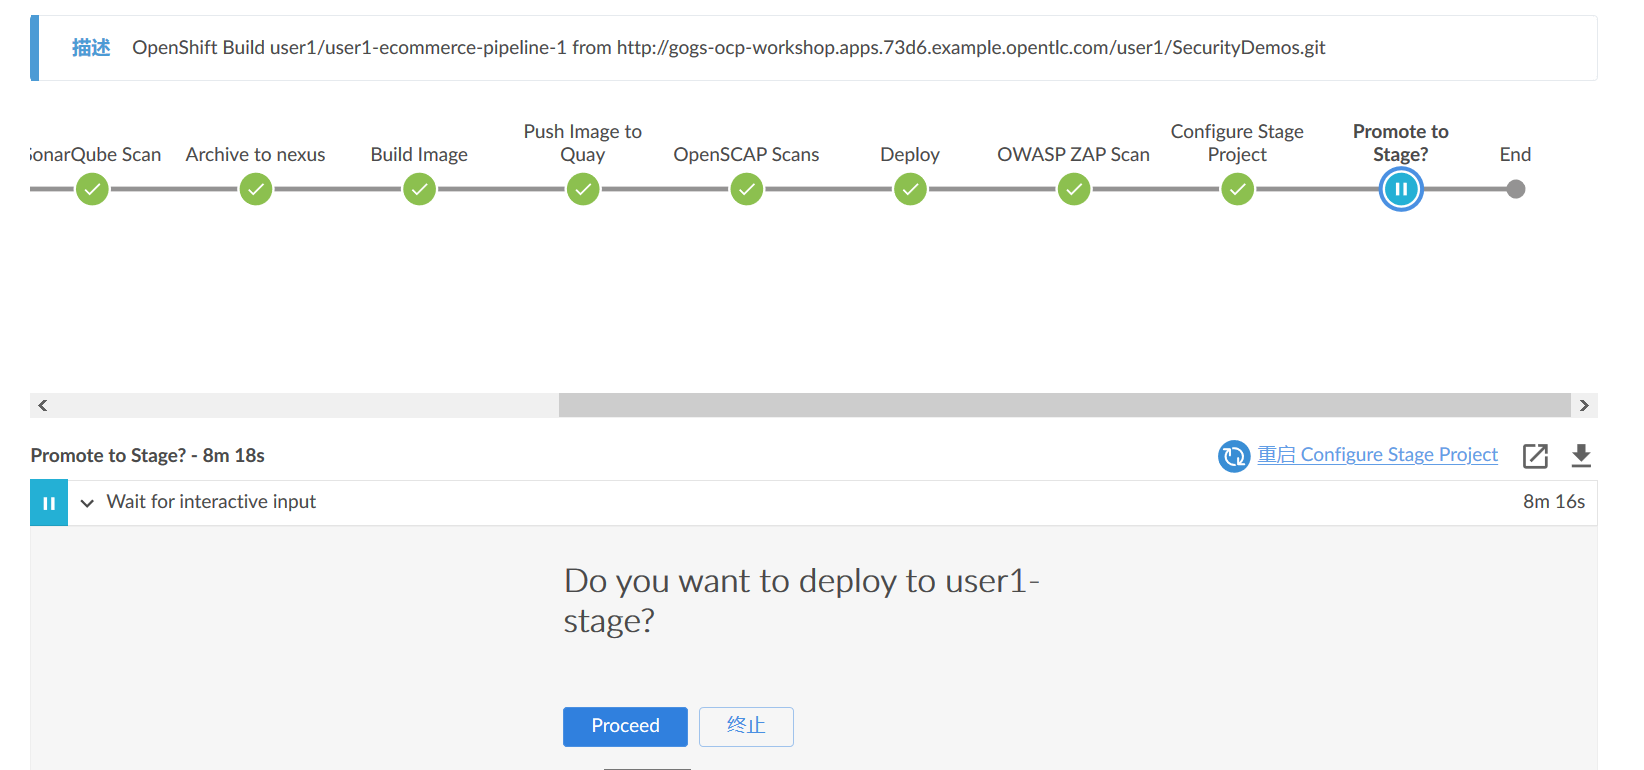 描述 OpenShift Build user1/user1-ecommerce-pipeline-1 from http://gogs-ocp-workshop.apps.73d6.example.opentlc.com/user1/SecurityDemos.git
SonarQube Scan
Archive to nexus
Build Image
Push Image to
Quay
OpenSCAP Scans
Deploy
OWASP ZAP Scan
Configure Stage
Project
Promote to
Stage?
End
Promote to Stage? - 8m 18s
重启 Configure Stage Project
Wait for interactive input
8m 16s
Do you want to deploy to user1-
stage?
Proceed
终止